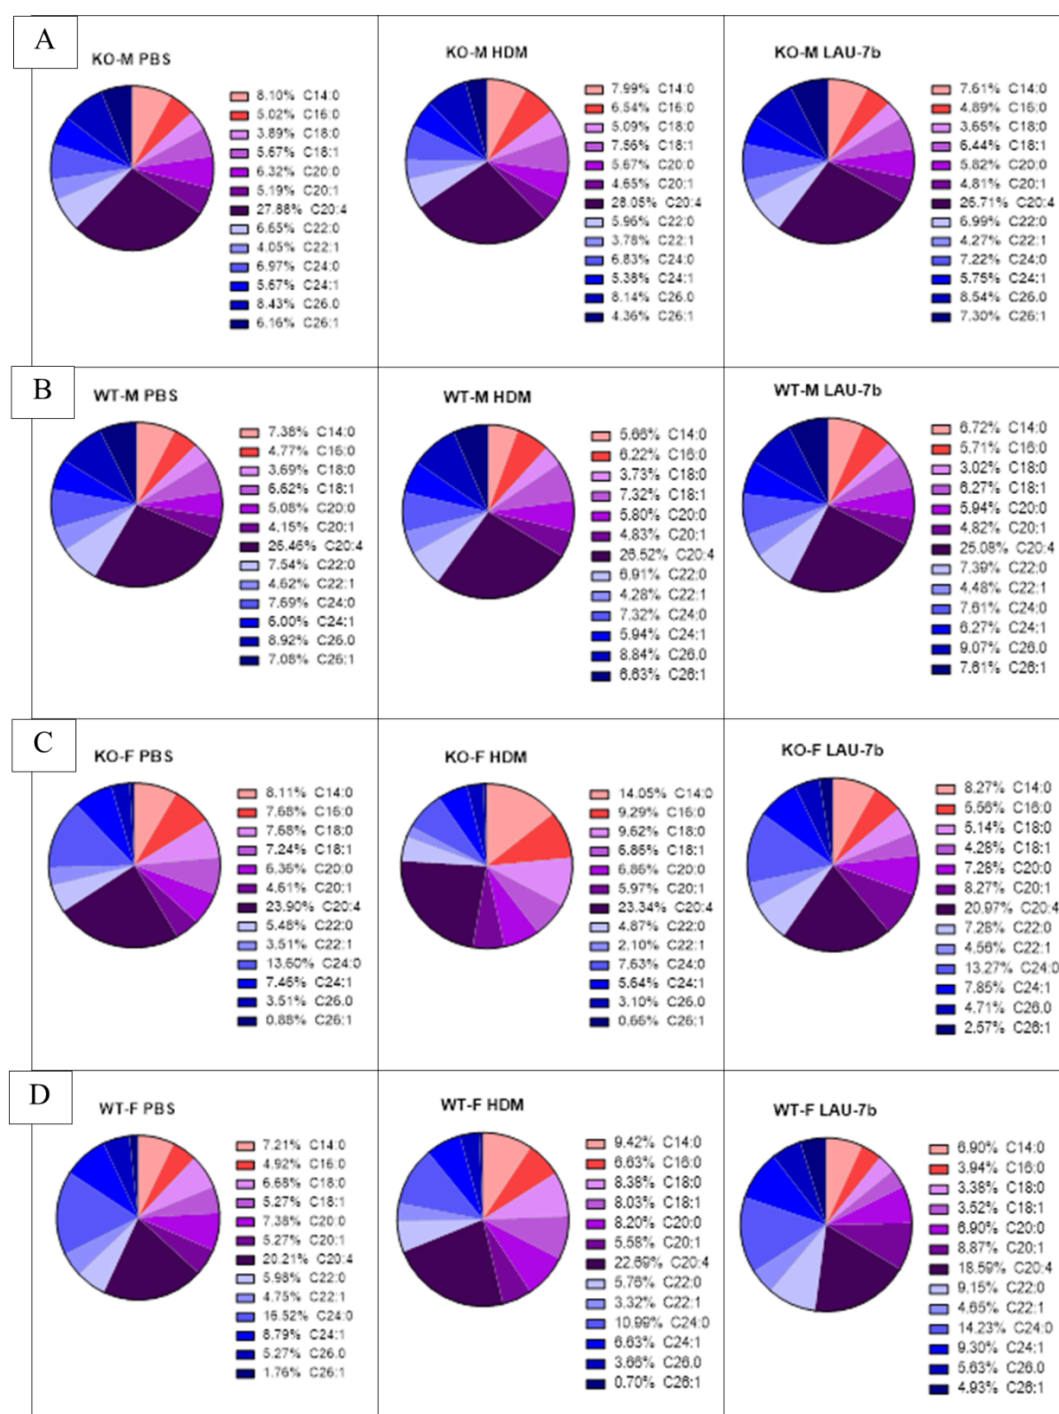 A
KO-M PBS
8.10% C14:0
5.02% C16:0
3.89% C18:0
5.67% C18:1
6.32% C20:0
5.19% C20:1
27.88% C20:4
6.65% C22:0
4.05% C22:1
6.97% C24:0
5.67% C24:1
8.43% C26.0
6.16% C26:1
KO-M HDM
7.99% C14:0
6.54% C16:0
5.09% C18:0
7.56% C18:1
5.67% C20:0
4.65% C20:1
28.05% C20:4
5.96% C22:0
3.78% C22:1
6.83% C24:0
5.38% C24:1
8.14% C26.0
4.36% C26:1
KO-M LAU-7b
7.61% C14:0
4.89% C16:0
3.65% C18:0
6.44% C18:1
5.82% C20:0
4.81% C20:1
26.71% C20:4
6.99% C22:0
4.27% C22:1
7.22% C24:0
5.75% C24:1
8.54% C26.0
7.30% C26:1
B
WT-M PBS
7.38% C14:0
4.77% C16:0
3.69% C18:0
6.62% C18:1
5.08% C20:0
4.15% C20:1
26.46% C20:4
7.54% C22:0
4.62% C22:1
7.69% C24:0
6.00% C24:1
8.92% C26.0
7.08% C26:1
WT-M HDM
5.66% C14:0
6.22% C16:0
3.73% C18:0
7.32% C18:1
5.80% C20:0
4.83% C20:1
26.52% C20:4
6.91% C22:0
4.28% C22:1
7.32% C24:0
5.94% C24:1
8.84% C26.0
6.63% C26:1
WT-M LAU-7b
6.72% C14:0
5.71% C16:0
3.02% C18:0
6.27% C18:1
5.94% C20:0
4.82% C20:1
25.08% C20:4
7.39% C22:0
4.48% C22:1
7.61% C24:0
6.27% C24:1
9.07% C26.0
7.61% C26:1
C
KO-F PBS
8.11% C14:0
7.68% C16:0
7.68% C18:0
7.24% C18:1
6.36% C20:0
4.61% C20:1
23.90% C20:4
5.48% C22:0
3.51% C22:1
13.60% C24:0
7.46% C24:1
3.51% C26.0
0.88% C26:1
KO-F HDM
14.05% C14:0
9.29% C16:0
9.62% C18:0
6.86% C18:1
6.86% C20:0
5.97% C20:1
23.34% C20:4
4.87% C22:0
2.10% C22:1
7.63% C24:0
5.64% C24:1
3.10% C26.0
0.66% C26:1
KO-F LAU-7b
8.27% C14:0
5.56% C16:0
5.14% C18:0
4.28% C18:1
7.28% C20:0
8.27% C20:1
20.97% C20:4
7.28% C22:0
4.56% C22:1
13.27% C24:0
7.85% C24:1
4.71% C26.0
2.57% C26:1
D
WT-F PBS
7.21% C14:0
4.92% C16:0
6.68% C18:0
5.27% C18:1
7.38% C20:0
5.27% C20:1
20.21% C20:4
5.98% C22:0
4.75% C22:1
16.52% C24:0
8.79% C24:1
5.27% C26.0
1.76% C26:1
WT-F HDM
9.42% C14:0
6.63% C16:0
8.38% C18:0
8.03% C18:1
8.20% C20:0
5.58% C20:1
22.69% C20:4
5.76% C22:0
3.32% C22:1
10.99% C24:0
6.63% C24:1
3.66% C26.0
0.70% C26:1
WT-F LAU-7b
6.90% C14:0
3.94% C16:0
3.38% C18:0
3.52% C18:1
6.90% C20:0
8.87% C20:1
18.59% C20:4
9.15% C22:0
4.65% C22:1
14.23% C24:0
9.30% C24:1
5.63% C26.0
4.93% C26:1